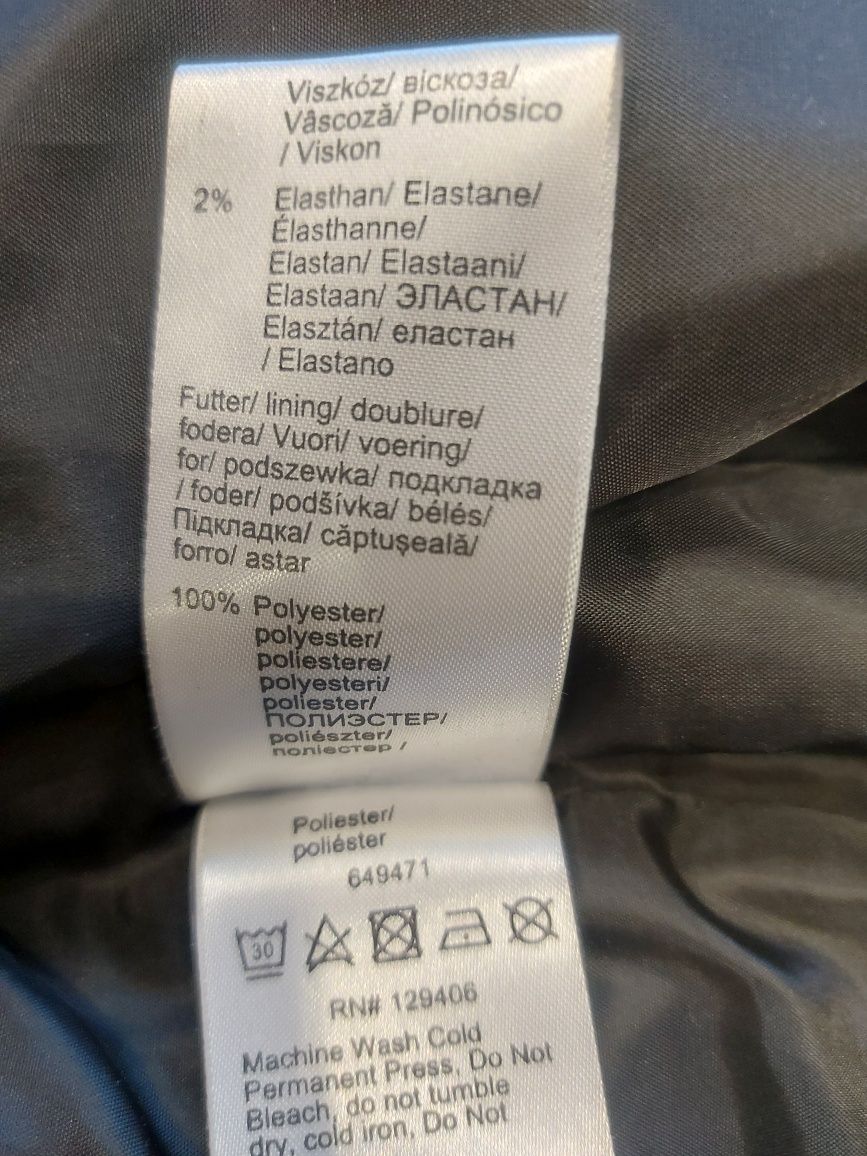 Viszkóz/ віскоза/
Vâscoză/ Polinósico
/ Viskon
2% Elasthan/ Elastane/
Élasthanne/
Elastan/ Elastaani/
Elastaan/ ЭЛАСТАН/
Elasztán/ еластан
/ Elastano
Futter/ lining/ doublure/
fodera/ Vuori/ voering/
for/ podszewka/ подкладка
/ foder/ podšívka/ bélés/
Підкладка/ căptușeală/
forro/ astar
100% Polyester/
polyester/
poliestere/
polyesteri/
poliester/
ПОЛИЭСТЕР/
poliészter/
поліестер /
Poliester/
poliéster
649471
30
RN# 129406
Machine Wash Cold
Permanent Press, Do Not
Bleach, do not tumble
dry, cold iron, Do Not